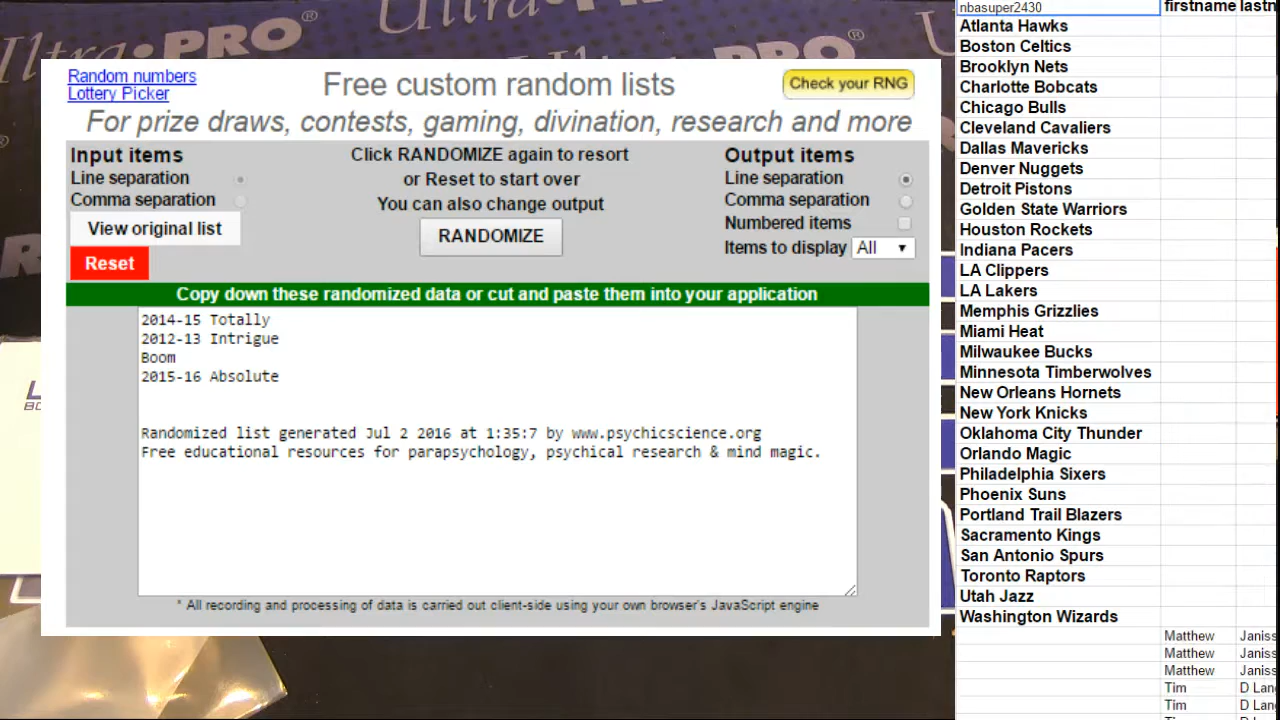 Ultra·PRO®
Random numbers
Lottery Picker
Free custom random lists
Check your RNG
For prize draws, contests, gaming, divination, research and more
Input items
Line separation
Comma separation
View original list
Reset
Click RANDOMIZE again to resort
or Reset to start over
You can also change output
RANDOMIZE
Output items
Line separation
Comma separation
Numbered items
Items to display All
Copy down these randomized data or cut and paste them into your application
2014-15 Totally
2012-13 Intrigue
Boom
2015-16 Absolute
Randomized list generated Jul 2 2016 at 1:35:7 by www.psychicscience.org
Free educational resources for parapsychology, psychical research & mind magic.
* All recording and processing of data is carried out client-side using your own browser's JavaScript engine
nbasuper2430 firstname lastn
Atlanta Hawks
Boston Celtics
Brooklyn Nets
Charlotte Bobcats
Chicago Bulls
Cleveland Cavaliers
Dallas Mavericks
Denver Nuggets
Detroit Pistons
Golden State Warriors
Houston Rockets
Indiana Pacers
LA Clippers
LA Lakers
Memphis Grizzlies
Miami Heat
Milwaukee Bucks
Minnesota Timberwolves
New Orleans Hornets
New York Knicks
Oklahoma City Thunder
Orlando Magic
Philadelphia Sixers
Phoenix Suns
Portland Trail Blazers
Sacramento Kings
San Antonio Spurs
Toronto Raptors
Utah Jazz
Washington Wizards
Matthew Janiss
Matthew Janiss
Matthew Janiss
Tim D Lang
Tim D Lang